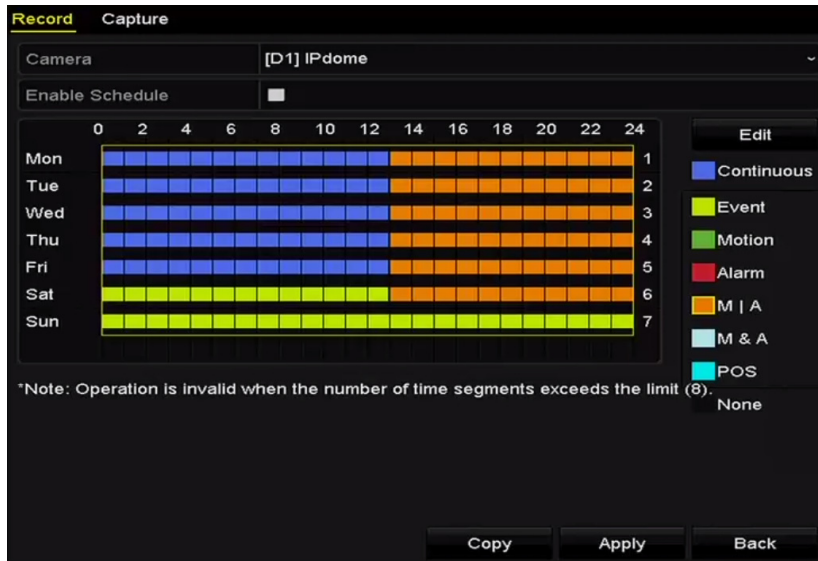 Record Capture
Camera [D1] IPdome
Enable Schedule
0 2 4 6 8 10 12 14 16 18 20 22 24
Edit
Mon 1
Continuous
Tue 2
Wed 3
Event
Thu 4
Motion
Fri 5
Alarm
Sat 6
M | A
Sun 7
M & A
POS
*Note: Operation is invalid when the number of time segments exceeds the limit (8).
None
Copy Apply Back